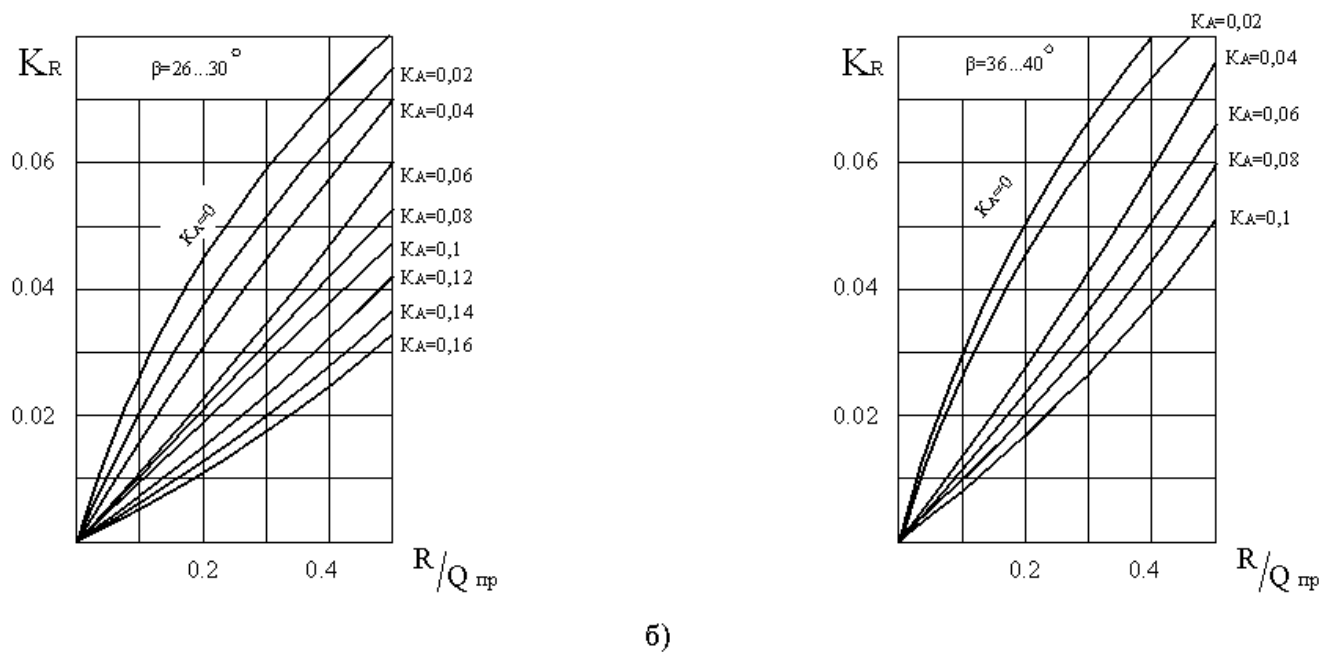 KR
β=26...30°
KA=0,02
KA=0,04
KA=0,06
KA=0,08
KA=0,1
KA=0,12
KA=0,14
KA=0,16
KA=0
0.06
0.04
0.02
0.2
0.4
R/Q пр
KR
β=36...40°
KA=0,02
KA=0,04
KA=0,06
KA=0,08
KA=0,1
KA=0
0.06
0.04
0.02
0.2
0.4
R/Q пр
б)